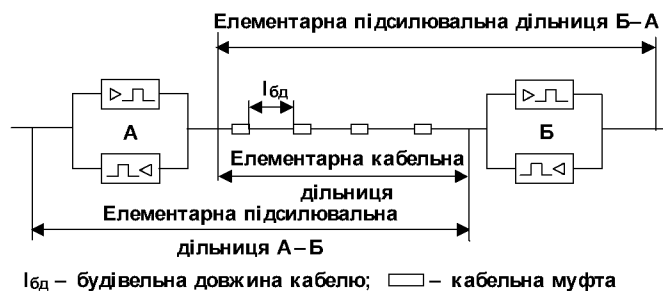 Елементарна підсилювальна дільниця Б–А
lбд
А
Б
Елементарна кабельна
дільниця
Елементарна підсилювальна
дільниця А–Б
lбд – будівельна довжина кабелю; – кабельна муфта